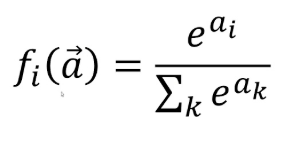 f_i(\vec{a}) = \frac{e^{a_i}}{\sum_k e^{a_k}}